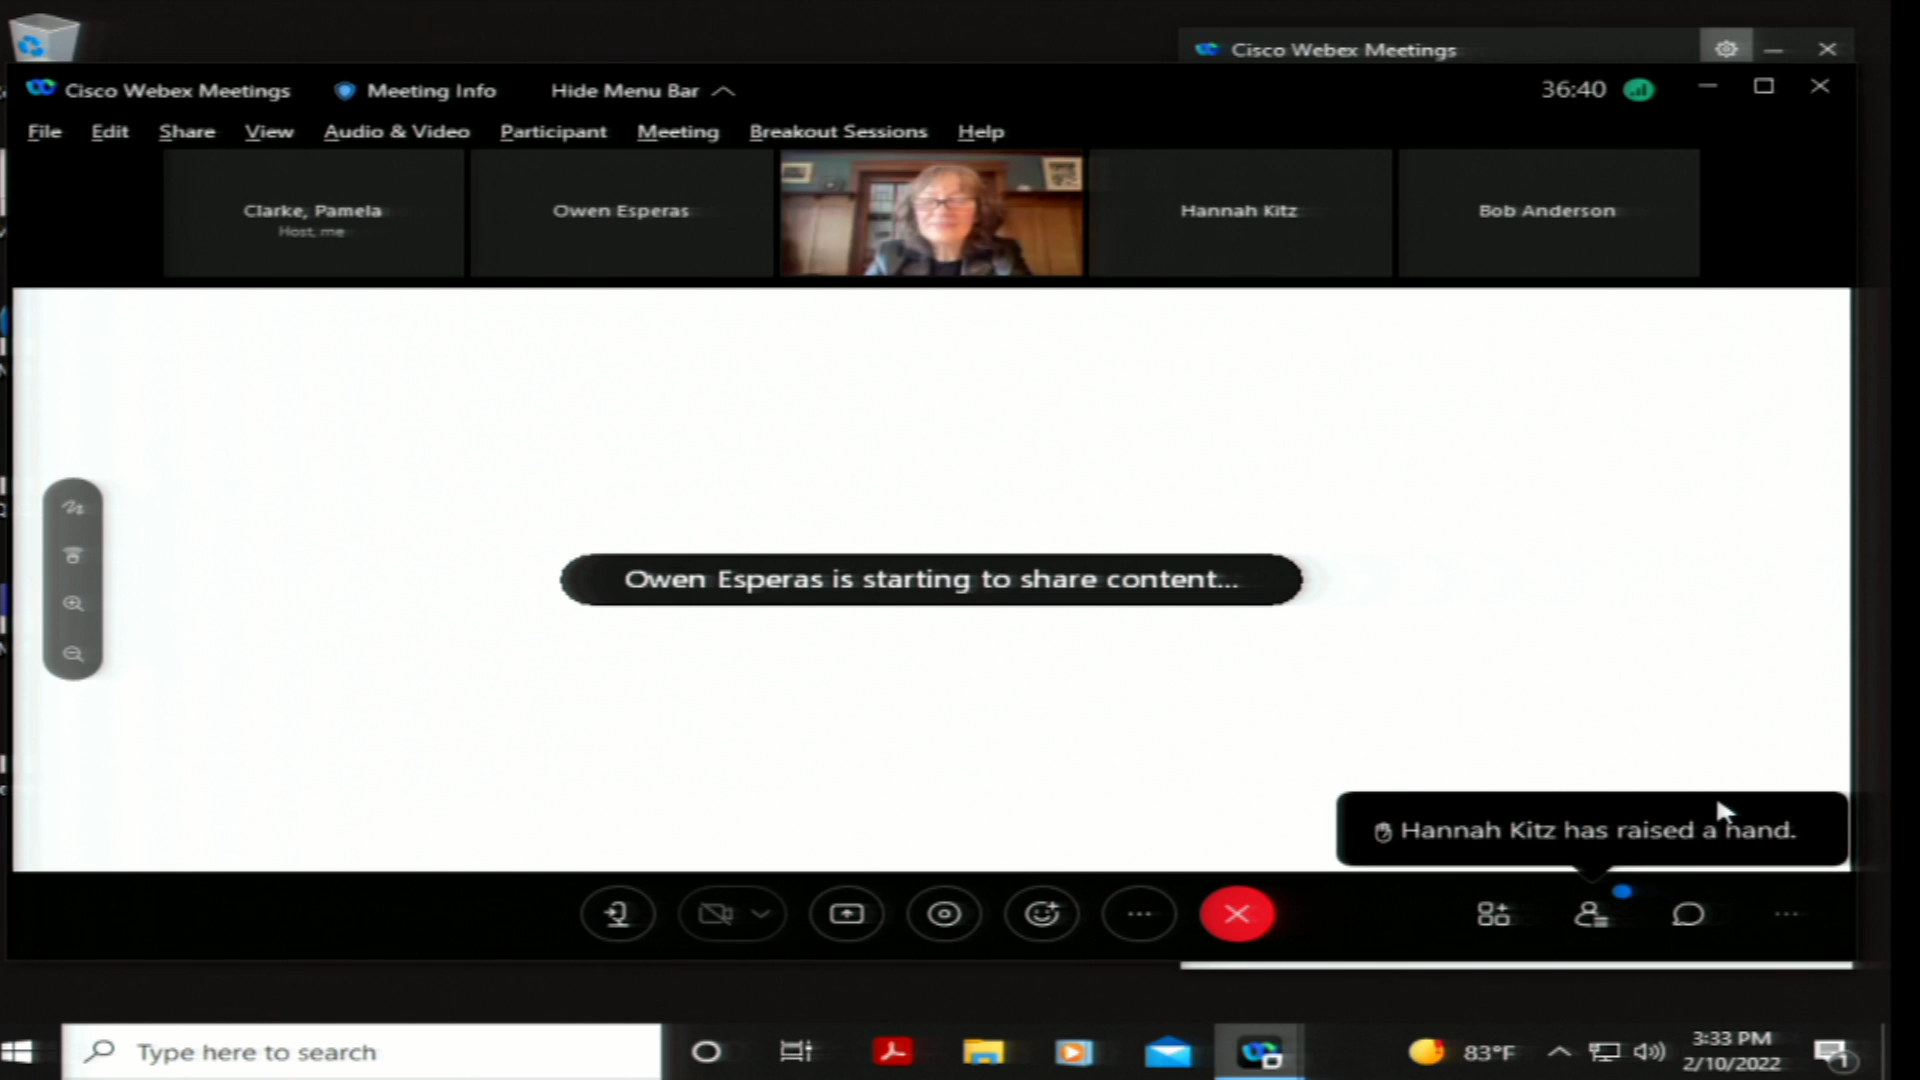 Cisco Webex Meetings
Cisco Webex Meetings
Meeting Info
Hide Menu Bar
36:40
File Edit Share View Audio & Video Participant Meeting Breakout Sessions Help
Clarke, Pamela
Host, me
Owen Esperas
Hannah Kitz
Bob Anderson
Owen Esperas is starting to share content...
Hannah Kitz has raised a hand.
Type here to search
83°F
3:33 PM
2/10/2022
1